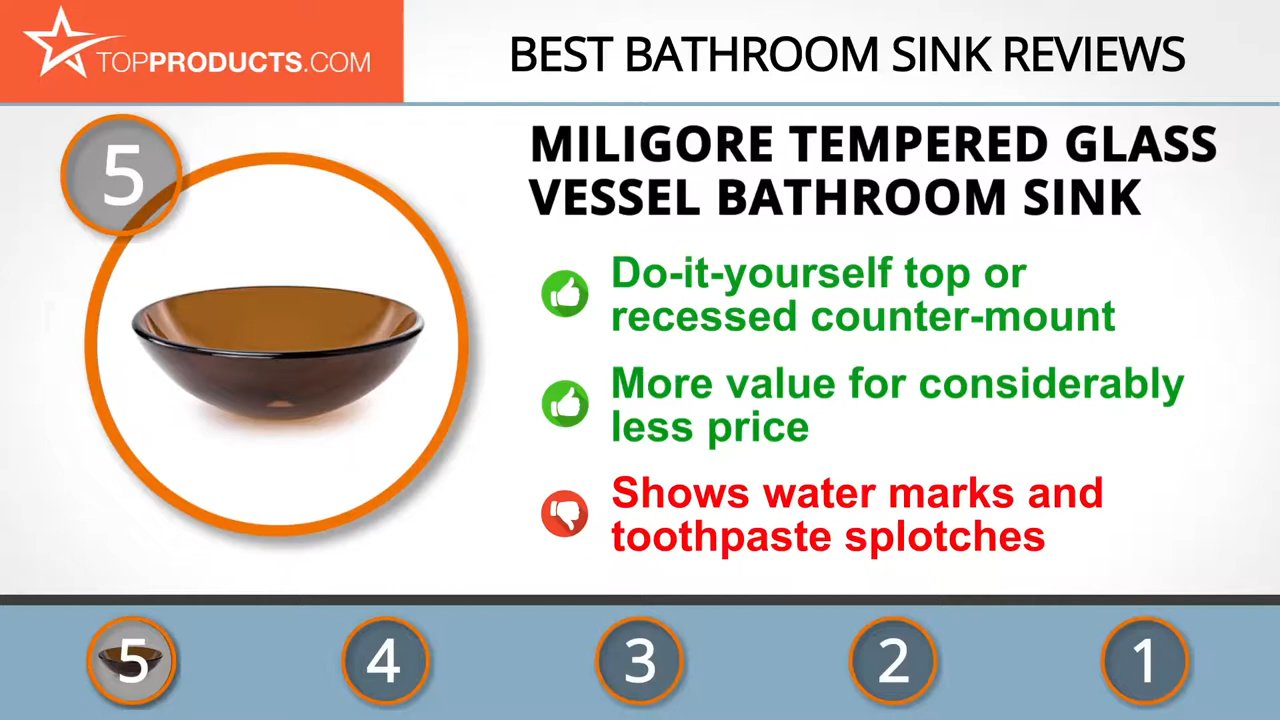 TOPPRODUCTS.COM
BEST BATHROOM SINK REVIEWS
5
MILIGORE TEMPERED GLASS
VESSEL BATHROOM SINK
Do-it-yourself top or
recessed counter-mount
More value for considerably
less price
Shows water marks and
toothpaste splotches
5
4
3
2
1